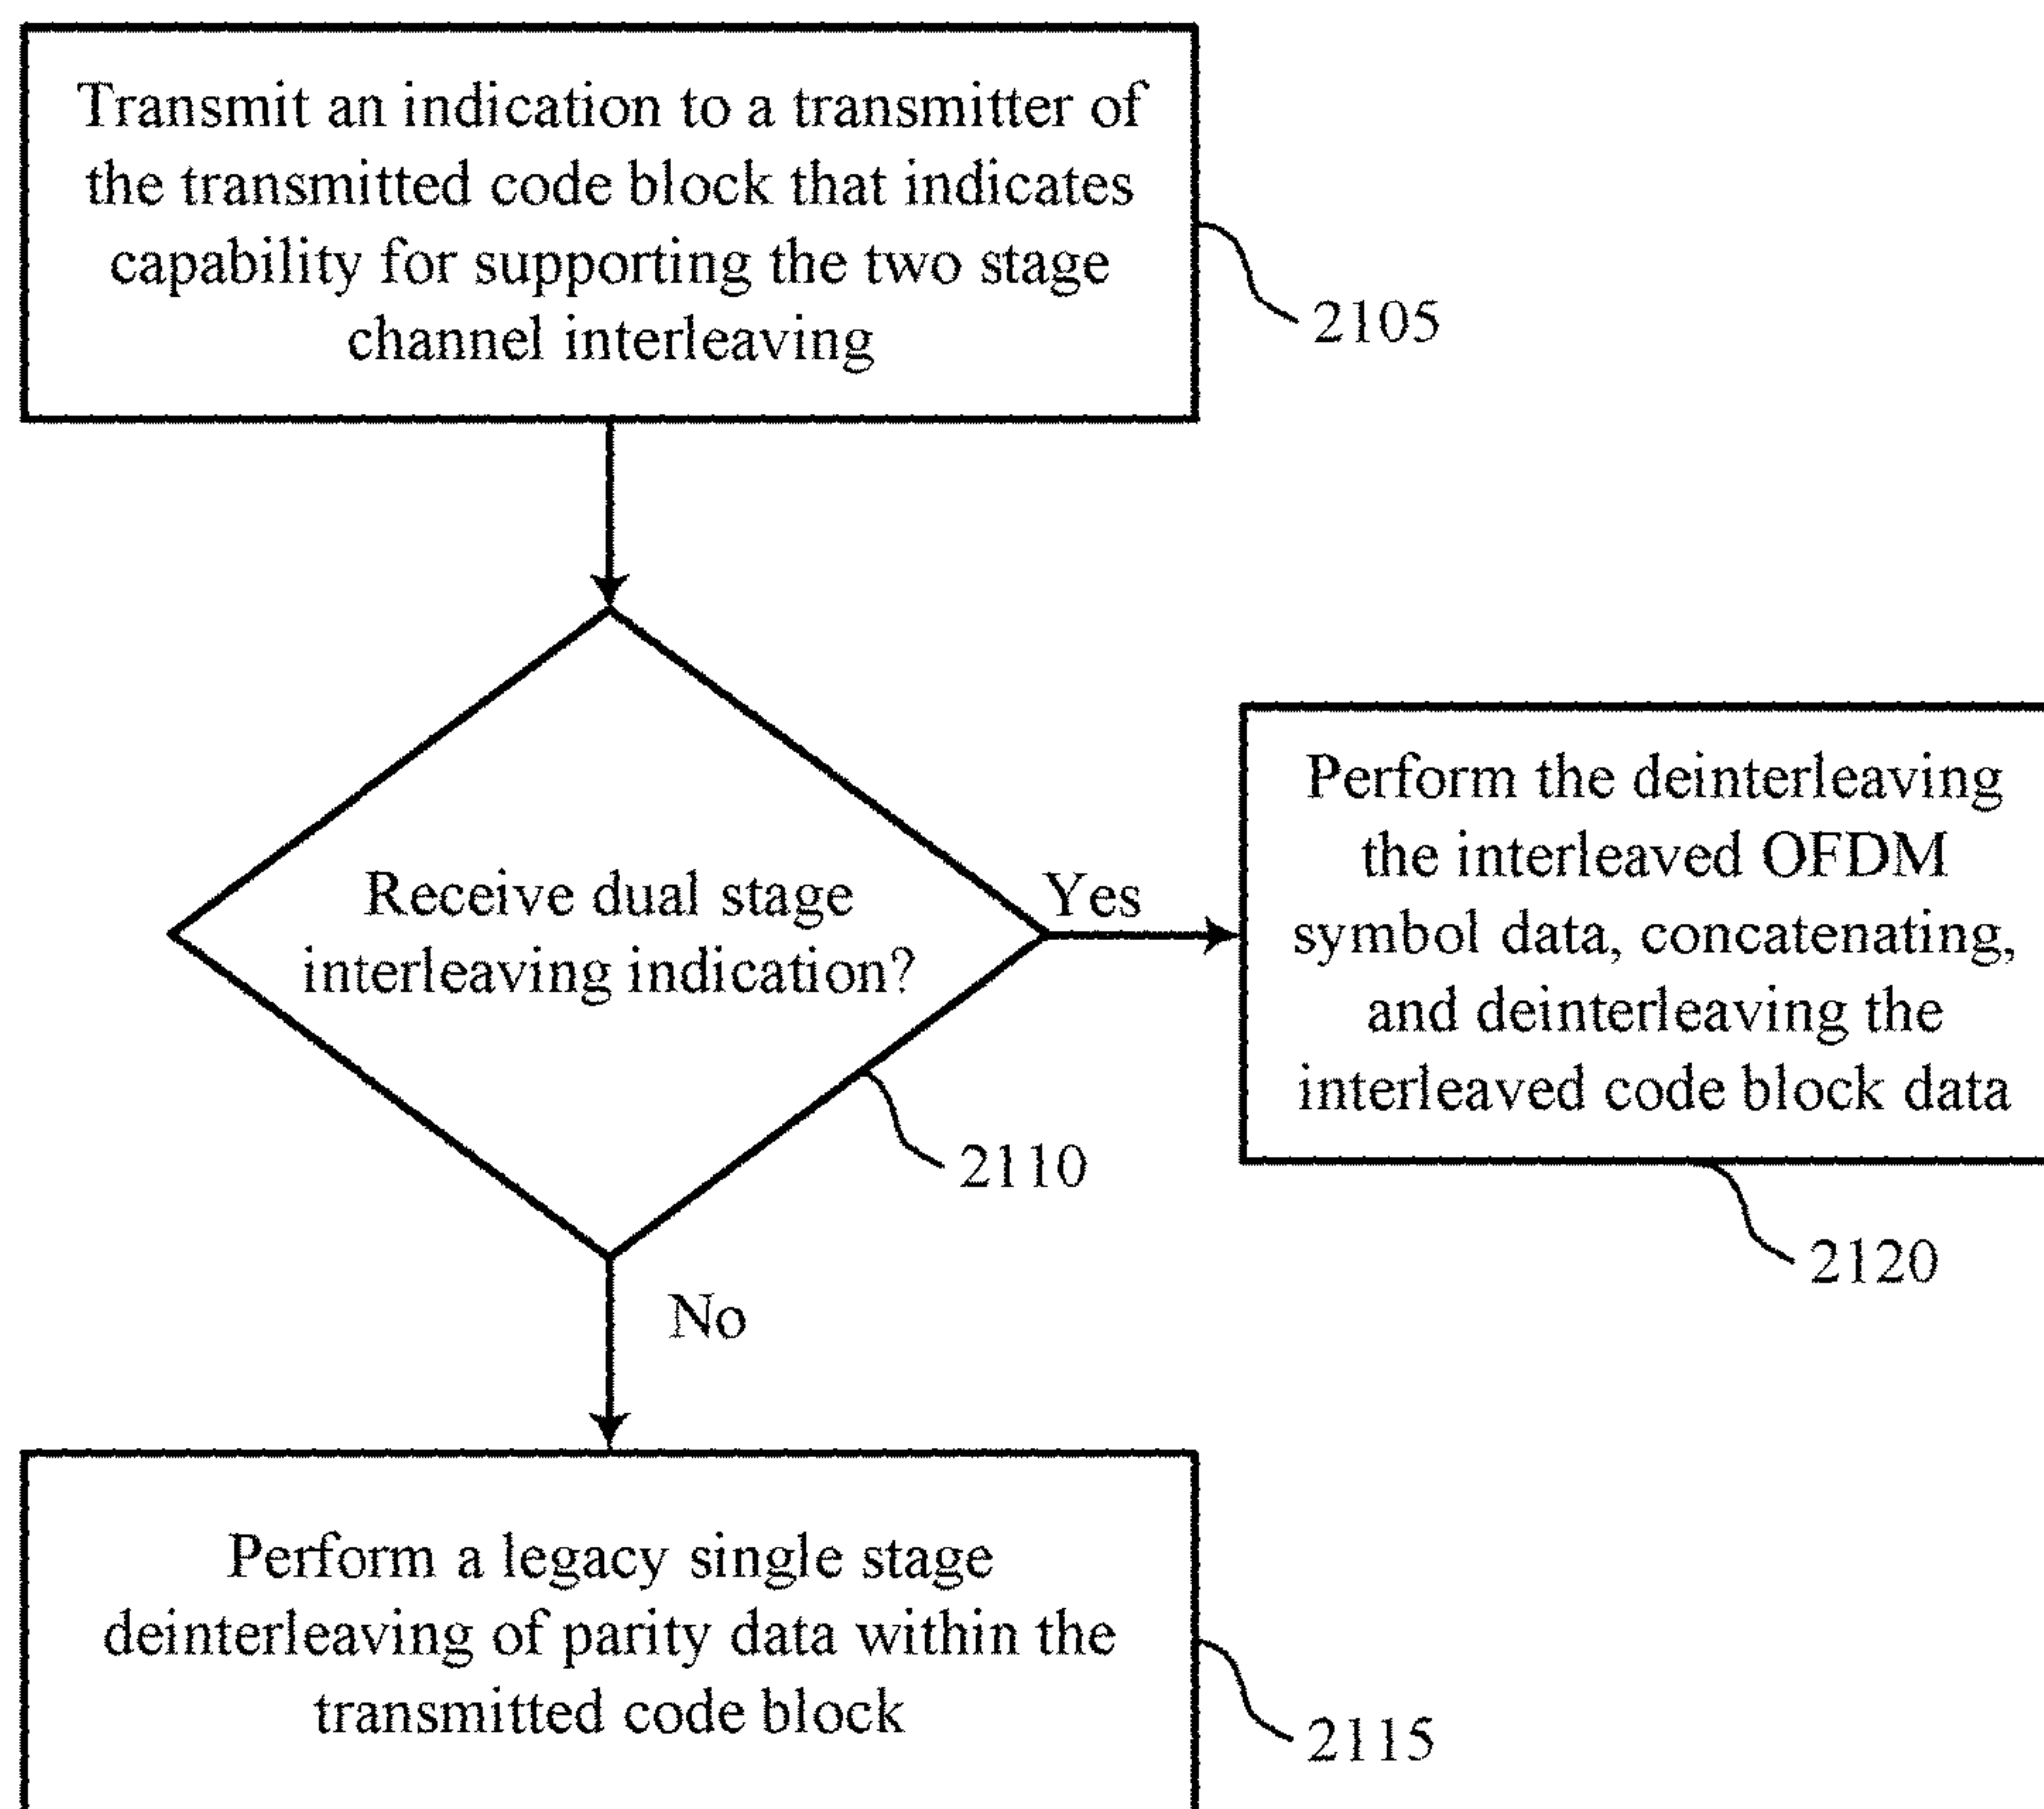 Transmit an indication to a transmitter of
the transmitted code block that indicates
capability for supporting the two stage
channel interleaving
2105
Receive dual stage
interleaving indication?
Yes
2110
Perform the deinterleaving
the interleaved OFDM
symbol data, concatenating,
and deinterleaving the
interleaved code block data
2120
No
Perform a legacy single stage
deinterleaving of parity data within the
transmitted code block
2115